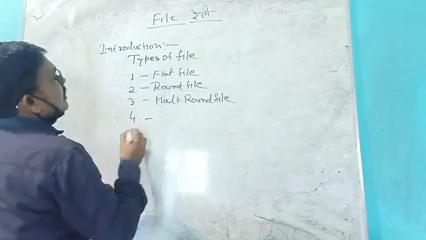 File रेती
Introduction:—
Types of file
1 - Flat file
2 - Round file
3 - Half Round file
4. -